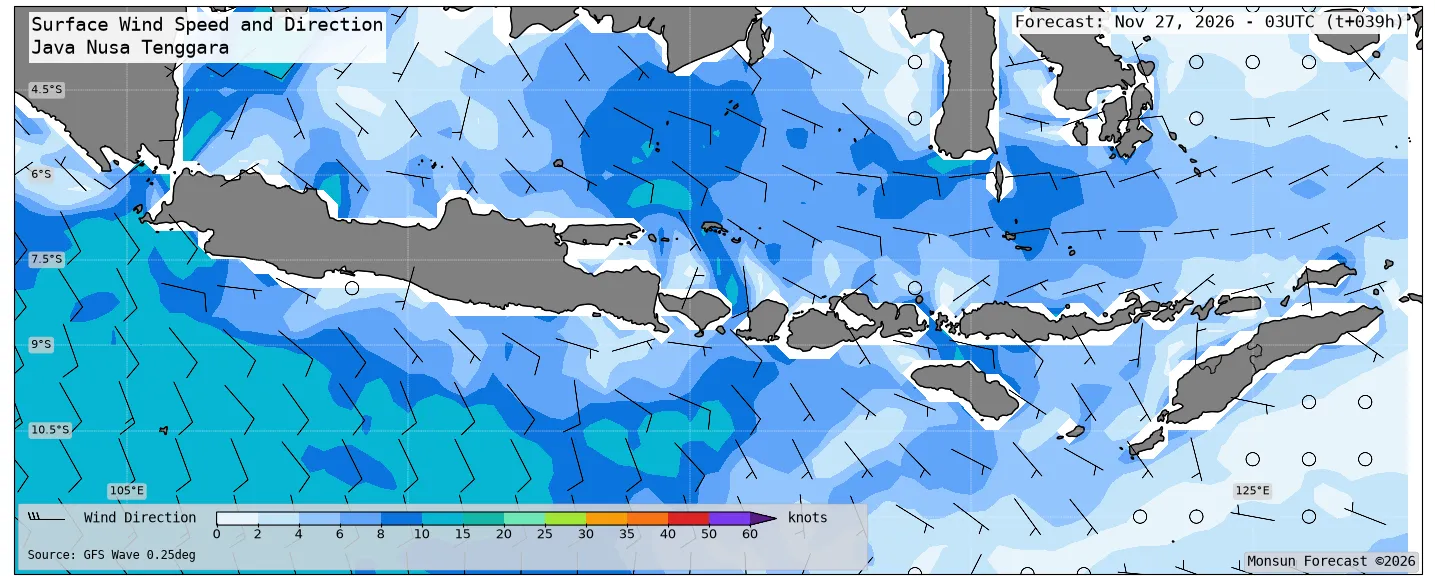 Surface Wind Speed and Direction
Java Nusa Tenggara
Forecast: Nov 27, 2026 - 03UTC (t+039h)
4.5°S
6°S
7.5°S
9°S
10.5°S
105°E
125°E
Wind Direction
0 2 4 6 8 10 15 20 25 30 35 40 50 60
knots
Source: GFS Wave 0.25deg
Monsun Forecast ©2026